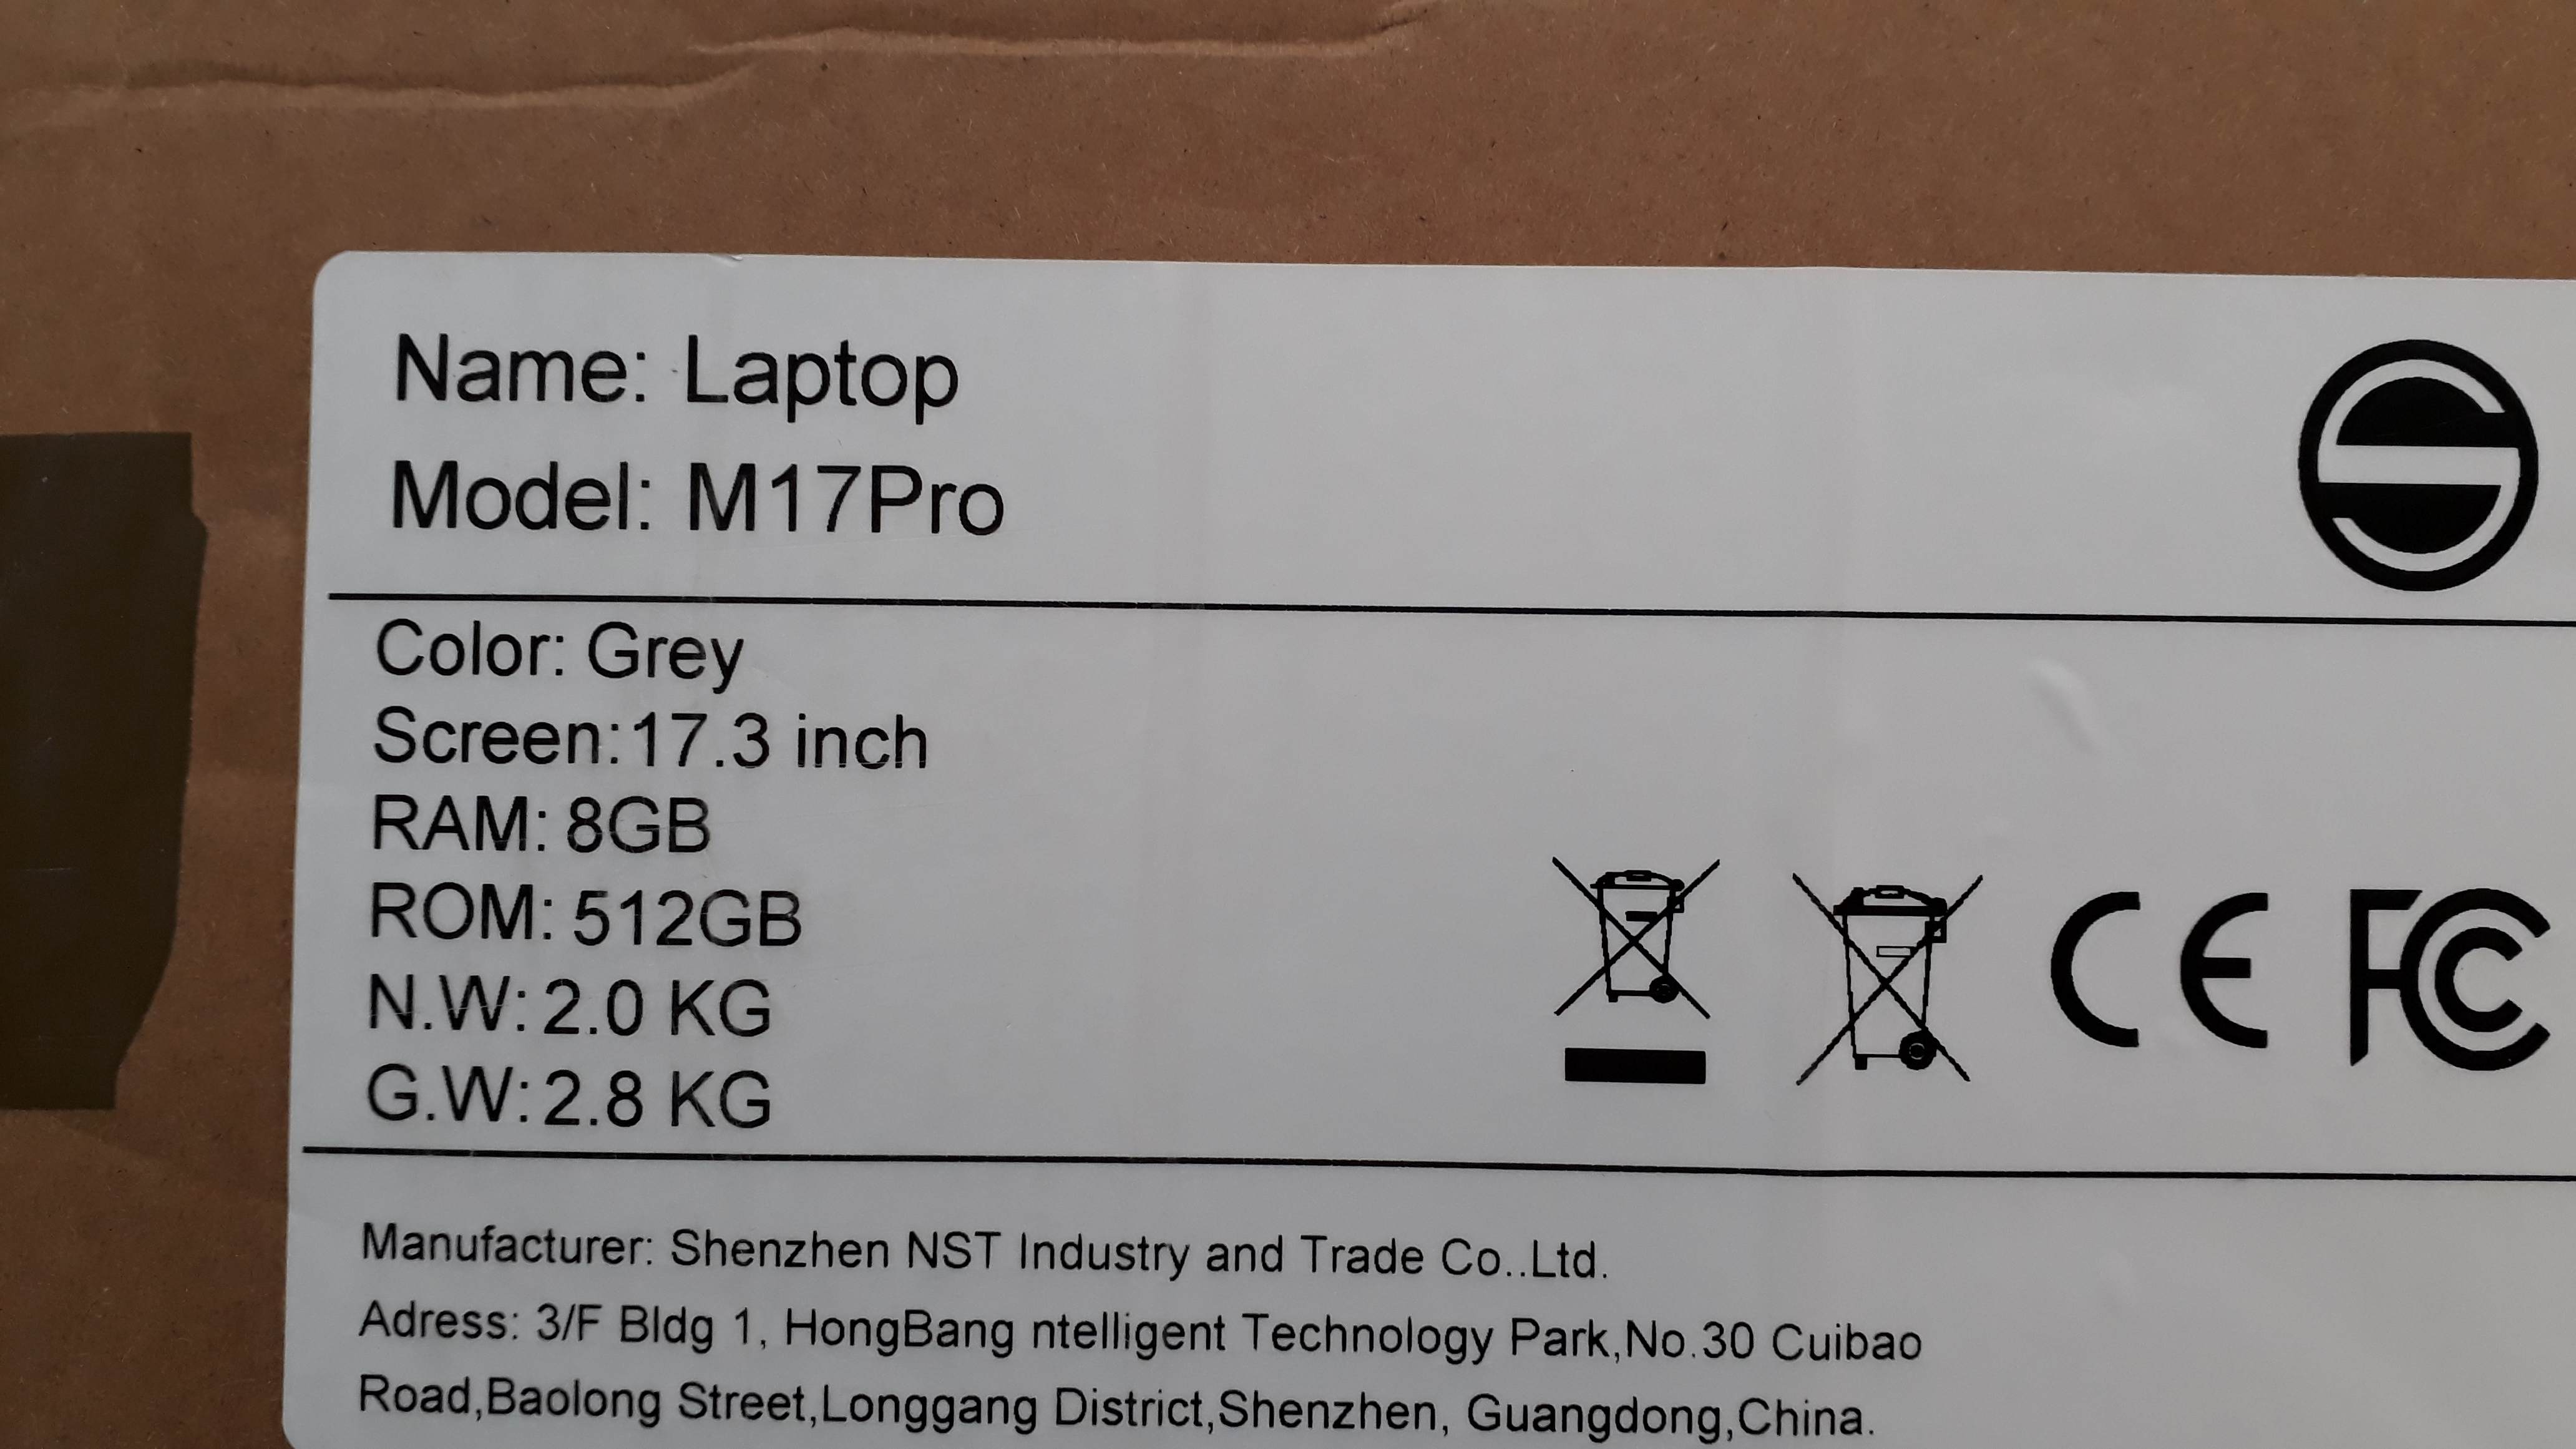 Name: Laptop
Model: M17Pro
Color: Grey
Screen:17.3 inch
RAM: 8GB
ROM: 512GB
N.W: 2.0 KG
G.W: 2.8 KG
CE FC
Manufacturer: Shenzhen NST Industry and Trade Co..Ltd.
Adress: 3/F Bldg 1, HongBang ntelligent Technology Park,No.30 Cuibao
Road,Baolong Street,Longgang District,Shenzhen, Guangdong,China.